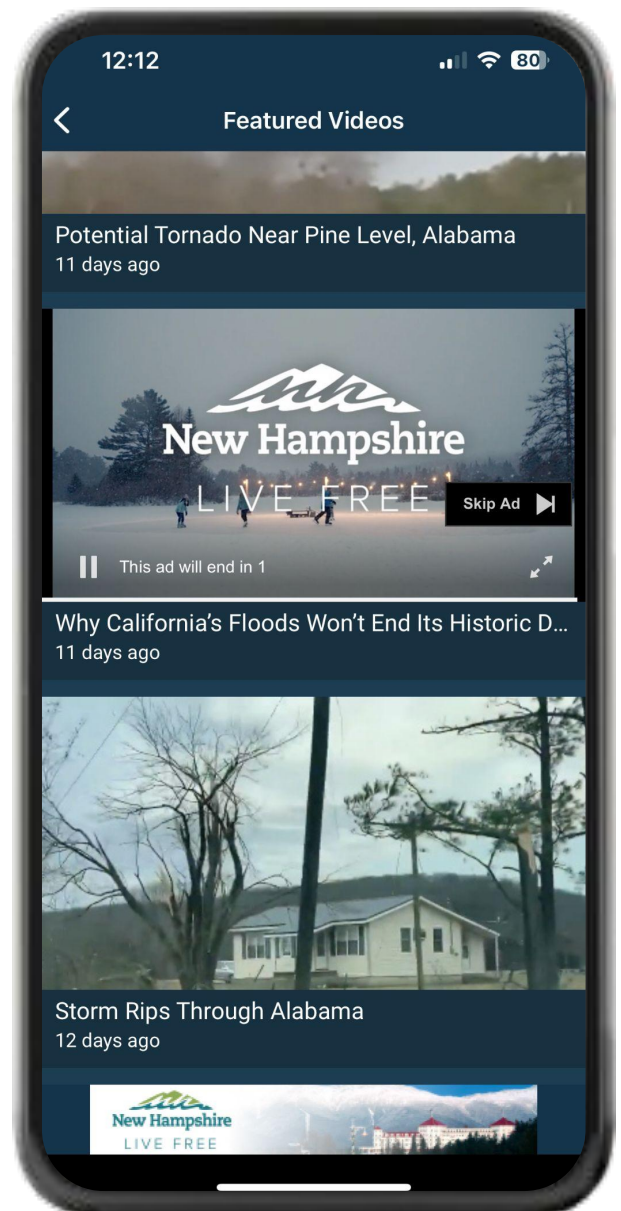 12:12
80
Featured Videos
Potential Tornado Near Pine Level, Alabama
11 days ago
New Hampshire
LIVE FREE
Skip Ad
This ad will end in 1
Why California’s Floods Won’t End Its Historic D...
11 days ago
Storm Rips Through Alabama
12 days ago
New Hampshire
LIVE FREE